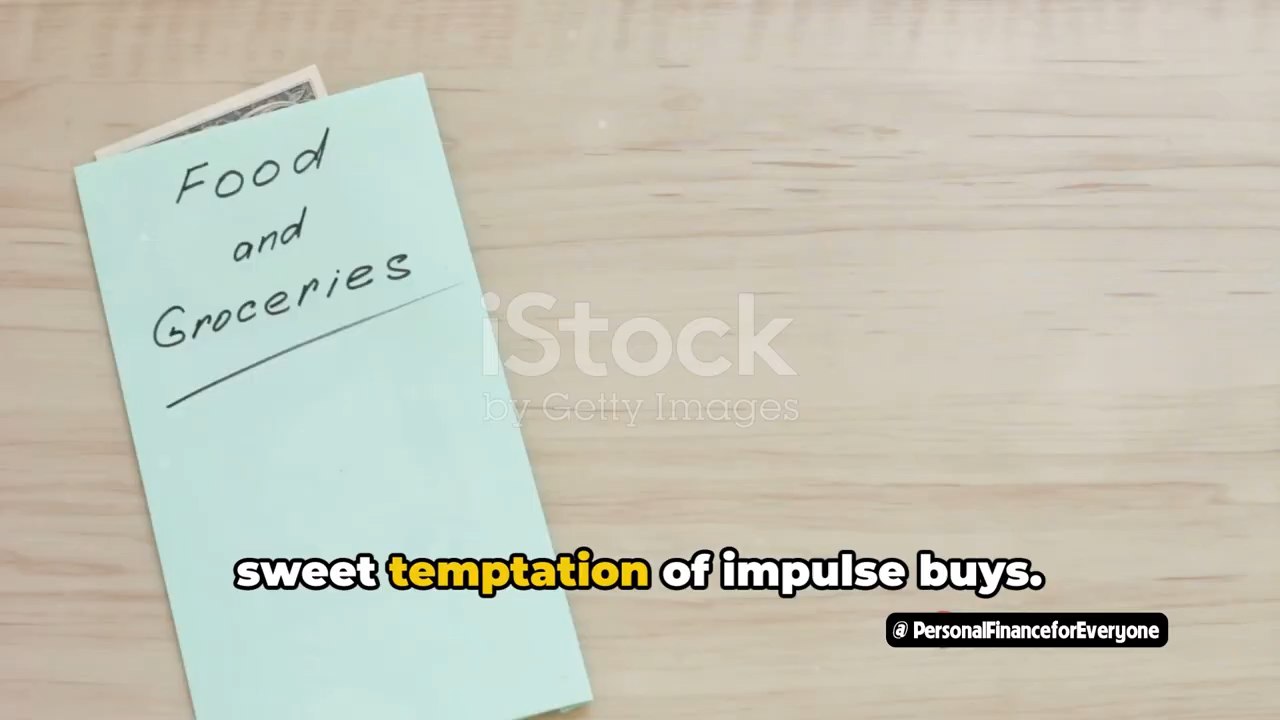 Food
and
Groceries
iStock
by Getty Images
sweet temptation of impulse buys.
@ PersonalFinanceforEveryone